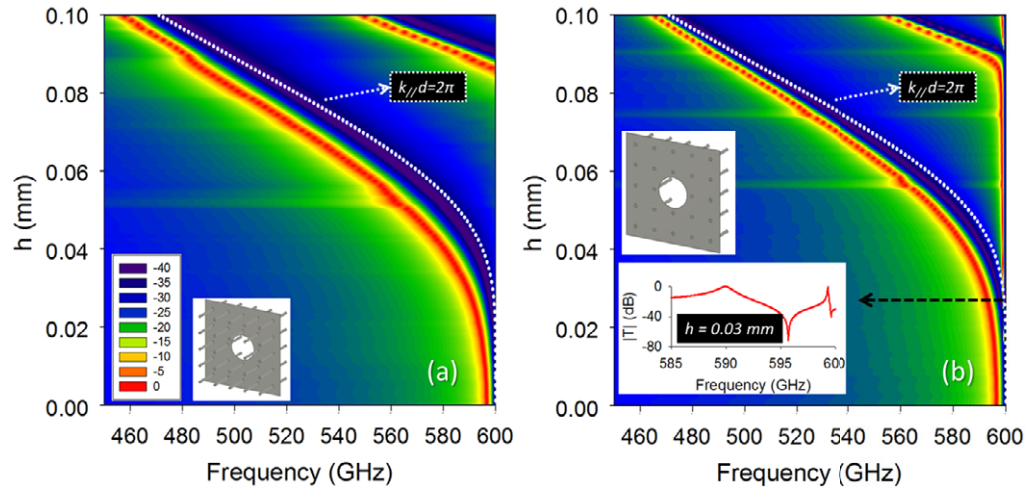 0.10
0.08
0.06
0.04
0.02
0.00
h (mm)
k//d=2π
-40
-35
-30
-25
-20
-15
-10
-5
0
(a)
460 480 500 520 540 560 580 600
Frequency (GHz)
0.10
0.08
0.06
0.04
0.02
0.00
h (mm)
k//d=2π
|T| (dB)
0
-40
-80
h = 0.03 mm
585 590 595 600
Frequency (GHz)
(b)
460 480 500 520 540 560 580 600
Frequency (GHz)